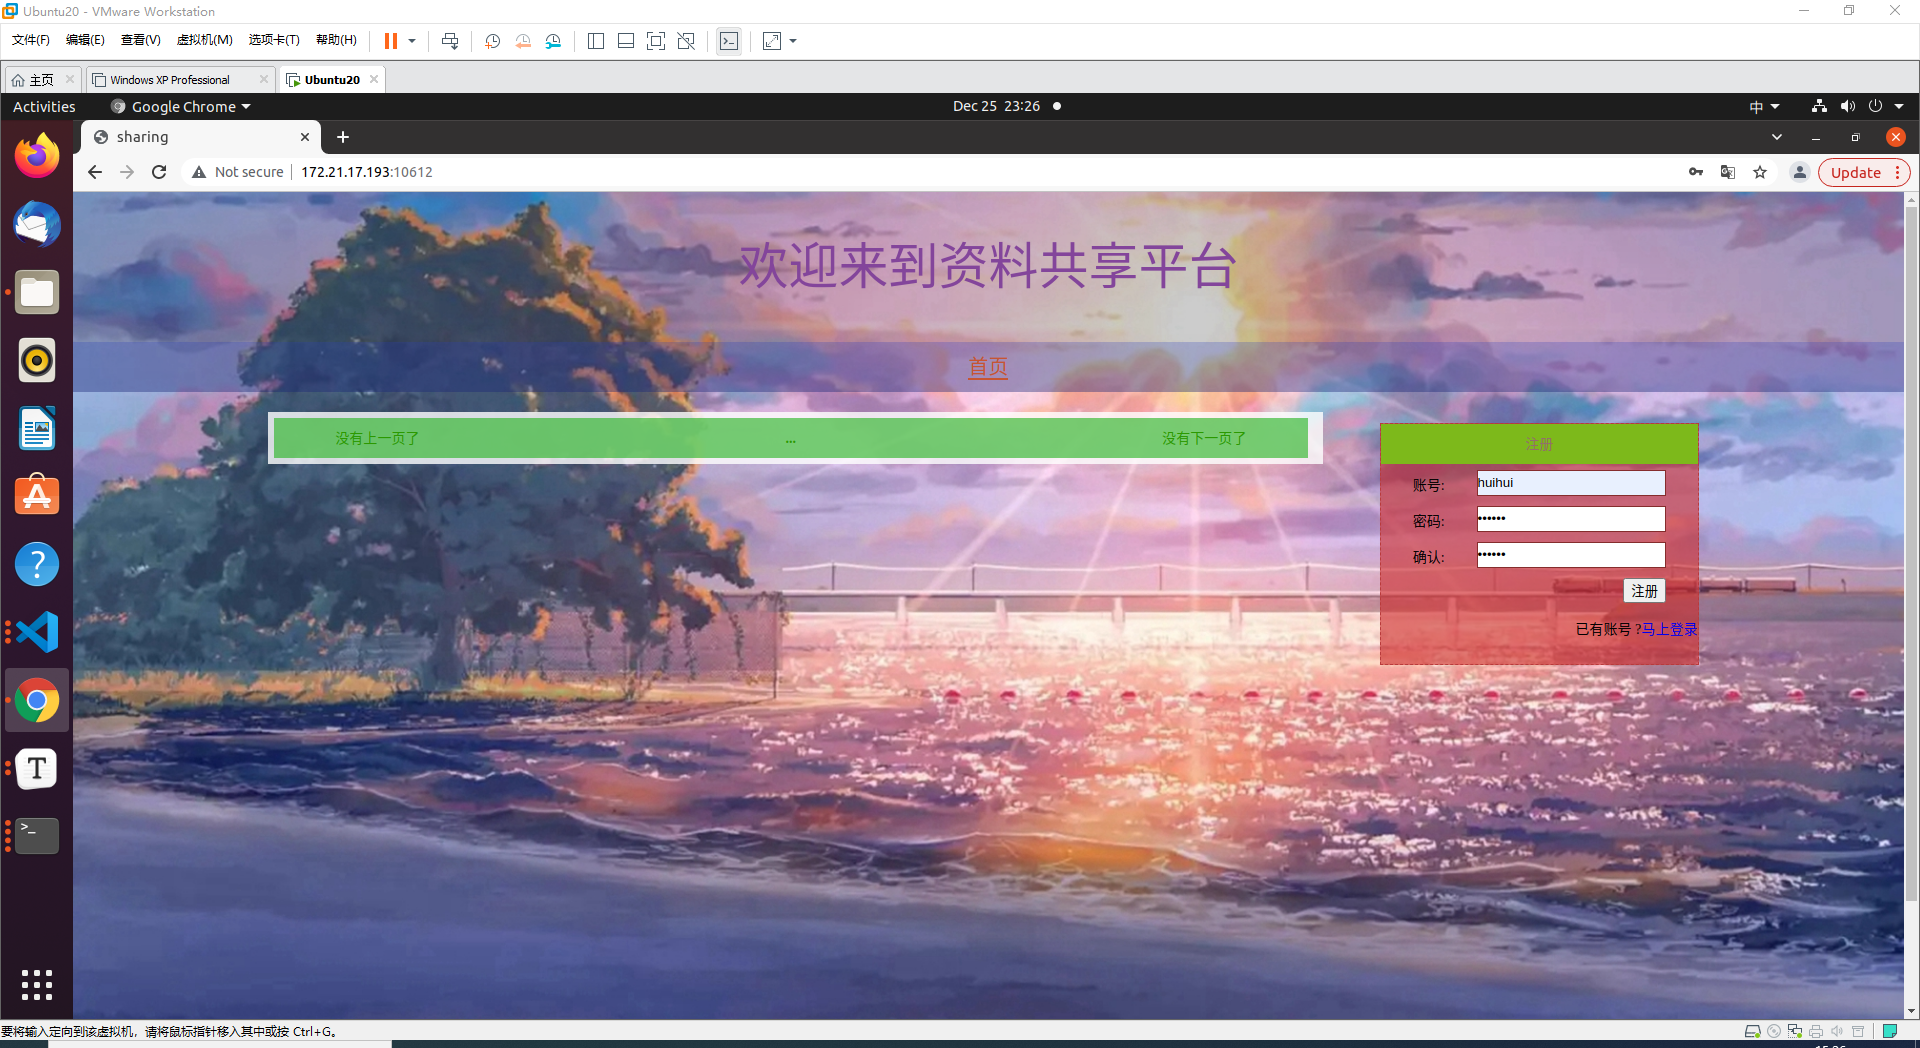 Ubuntu20 - VMware Workstation
文件(F) 编辑(E) 查看(V) 虚拟机(M) 选项卡(T) 帮助(H)
主页 Windows XP Professional Ubuntu20
Activities Google Chrome Dec 25 23:26 中
sharing
Not secure 172.21.17.193:10612 Update
欢迎来到资料共享平台
首页
没有上一页了 ... 没有下一页了
注册
账号: huihui
密码: ••••••
确认: ••••••
注册
已有账号 ?马上登录
要将输入定向到该虚拟机，请将鼠标指针移入其中或按 Ctrl+G。